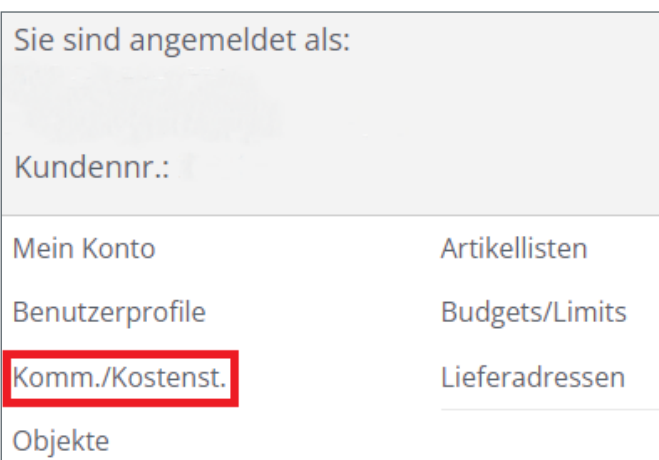 Sie sind angemeldet als:
Kundennr.:
Mein Konto
Artikellisten
Benutzerprofile
Budgets/Limits
Komm./Kostenst.
Lieferadressen
Objekte